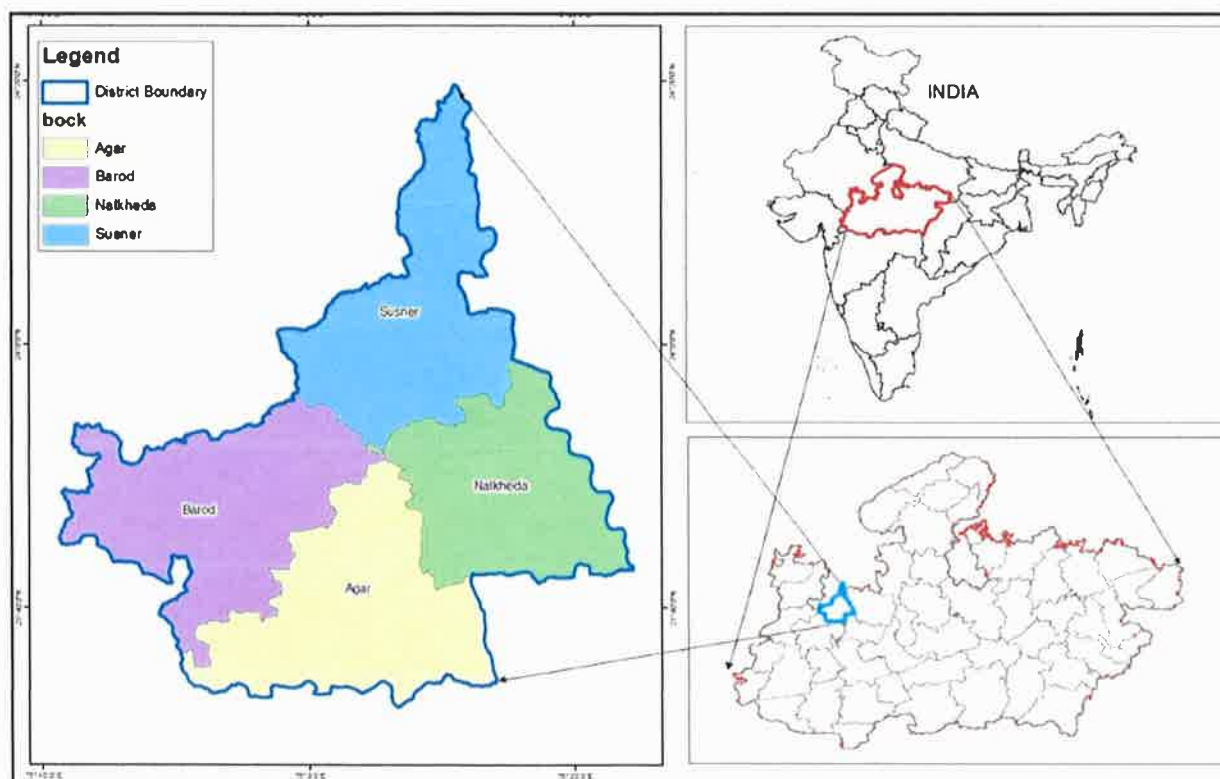 Legend
District Boundary
bock
Agar
Barod
Nalkheda
Susner
Susner
Barod
Nalkheda
Agar
INDIA